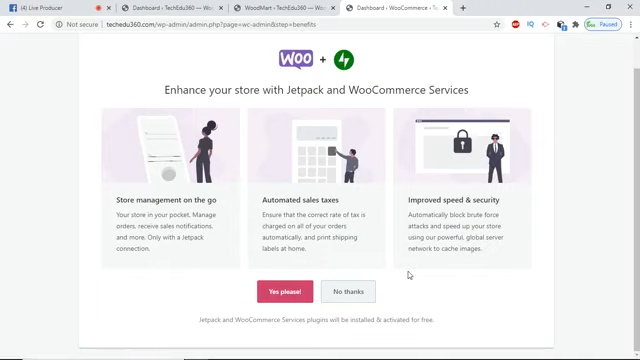 (4) Live Producer
Dashboard ‹ TechEdu360 — Woo
WoodMart ‹ TechEdu360 — Wo
Dashboard ‹ WooCommerce ‹ T
Not secure | techedu360.com/wp-admin/admin.php?page=wc-admin&step=benefits
Paused
WOO +
Enhance your store with Jetpack and WooCommerce Services
Store management on the go
Your store in your pocket. Manage
orders, receive sales notifications,
and more. Only with a Jetpack
connection.
Automated sales taxes
Ensure that the correct rate of tax is
charged on all of your orders
automatically, and print shipping
labels at home.
Improved speed & security
Automatically block brute force
attacks and speed up your store
using our powerful, global server
network to cache images.
Yes please!
No thanks
Jetpack and WooCommerce Services plugins will be installed & activated for free.